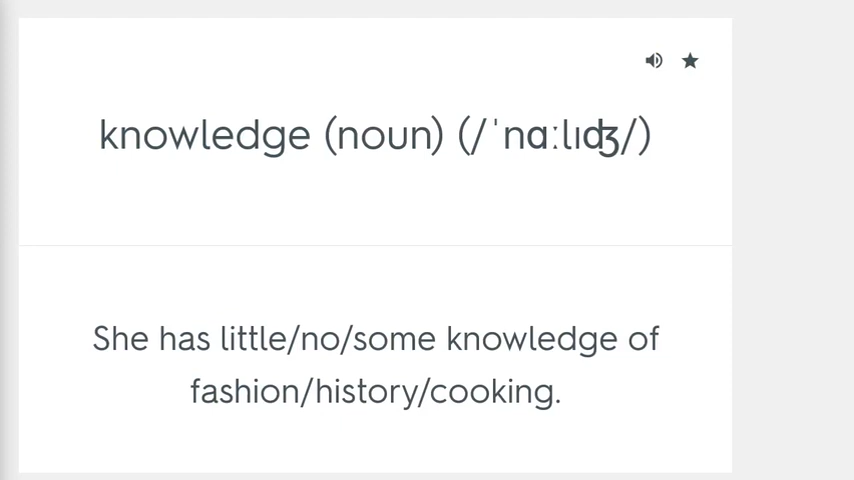 knowledge (noun) (/ˈnɑːlɪʤ/)
She has little/no/some knowledge of
fashion/history/cooking.